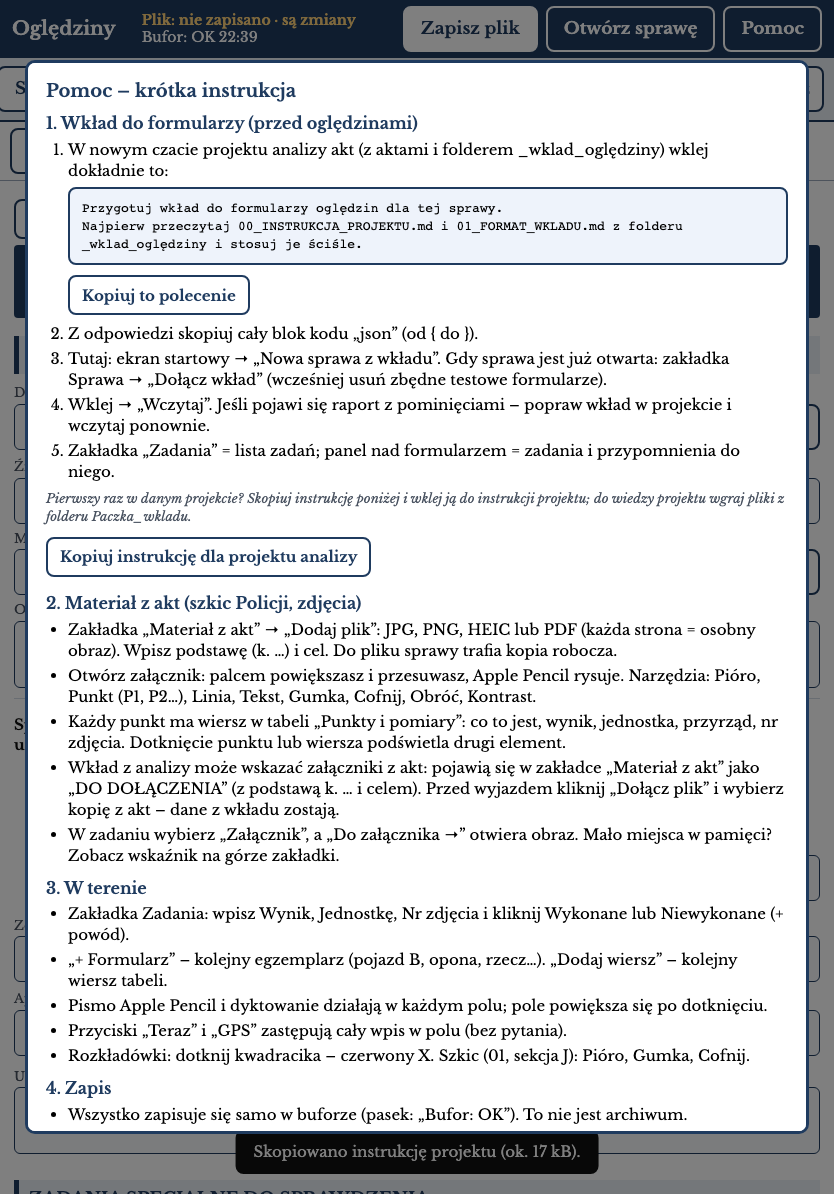 Oględziny
Plik: nie zapisano · są zmiany
Bufor: OK 22:39
Zapisz plik
Otwórz sprawę
Pomoc
Pomoc – krótka instrukcja
1. Wkład do formularzy (przed oględzinami)
1. W nowym czacie projektu analizy akt (z aktami i folderem _wklad_oględziny) wklej
dokładnie to:
Przygotuj wkład do formularzy oględzin dla tej sprawy.
Najpierw przeczytaj 00_INSTRUKCJA_PROJEKTU.md i 01_FORMAT_WKLADU.md z folderu
_wklad_oględziny i stosuj je ściśle.
Kopiuj to polecenie
2. Z odpowiedzi skopiuj cały blok kodu „json” (od { do }).
3. Tutaj: ekran startowy → „Nowa sprawa z wkładu”. Gdy sprawa jest już otwarta: zakładka
Sprawa → „Dołącz wkład” (wcześniej usuń zbędne testowe formularze).
4. Wklej → „Wczytaj”. Jeśli pojawi się raport z pominięciami – popraw wkład w projekcie i
wczytaj ponownie.
5. Zakładka „Zadania” = lista zadań; panel nad formularzem = zadania i przypomnienia do
niego.
Pierwszy raz w danym projekcie? Skopiuj instrukcję poniżej i wklej ją do instrukcji projektu; do wiedzy projektu wgraj pliki z
folderu Paczka_wkladu.
Kopiuj instrukcję dla projektu analizy
2. Materiał z akt (szkic Policji, zdjęcia)
• Zakładka „Materiał z akt” → „Dodaj plik”: JPG, PNG, HEIC lub PDF (każda strona = osobny
obraz). Wpisz podstawę (k. …) i cel. Do pliku sprawy trafia kopia robocza.
• Otwórz załącznik: palcem powiększasz i przesuwasz, Apple Pencil rysuje. Narzędzia: Pióro,
Punkt (P1, P2…), Linia, Tekst, Gumka, Cofnij, Obróć, Kontrast.
• Każdy punkt ma wiersz w tabeli „Punkty i pomiary”: co to jest, wynik, jednostka, przyrząd, nr
zdjęcia. Dotknięcie punktu lub wiersza podświetla drugi element.
• Wkład z analizy może wskazać załączniki z akt: pojawią się w zakładce „Materiał z akt” jako
„DO DOŁĄCZENIA” (z podstawą k. … i celem). Przed wyjazdem kliknij „Dołącz plik” i wybierz
kopię z akt – dane z wkładu zostają.
• W zadaniu wybierz „Załącznik”, a „Do załącznika →” otwiera obraz. Mało miejsca w pamięci?
Zobacz wskaźnik na górze zakładki.
3. W terenie
• Zakładka Zadania: wpisz Wynik, Jednostkę, Nr zdjęcia i kliknij Wykonane lub Niewykonane (+
powód).
• „+ Formularz” – kolejny egzemplarz (pojazd B, opona, rzecz…). „Dodaj wiersz” – kolejny
wiersz tabeli.
• Pismo Apple Pencil i dyktowanie działają w każdym polu; pole powiększa się po dotknięciu.
• Przyciski „Teraz” i „GPS” zastępują cały wpis w polu (bez pytania).
• Rozkładówki: dotknij kwadracika – czerwony X. Szkic (01, sekcja J): Pióro, Gumka, Cofnij.
4. Zapis
• Wszystko zapisuje się samo w buforze (pasek: „Bufor: OK”). To nie jest archiwum.
Skopiowano instrukcję projektu (ok. 17 kB).